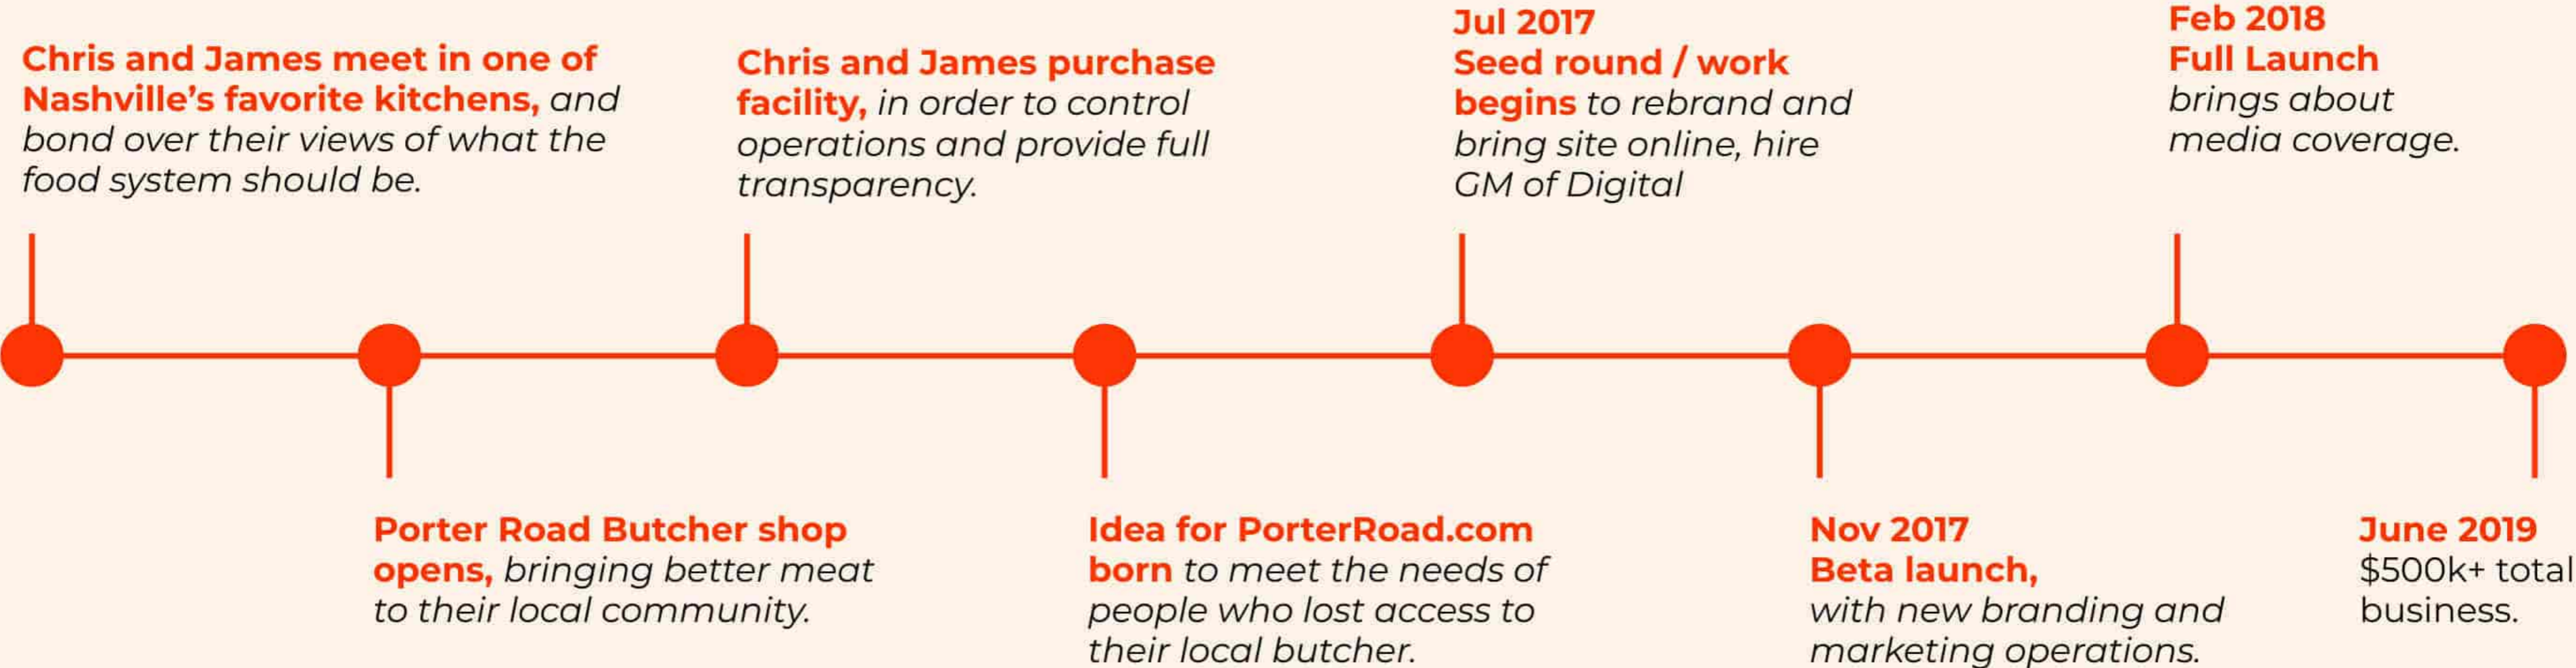 Chris and James meet in one of
Nashville’s favorite kitchens, and
bond over their views of what the
food system should be.
Porter Road Butcher shop
opens, bringing better meat
to their local community.
Chris and James purchase
facility, in order to control
operations and provide full
transparency.
Idea for PorterRoad.com
born to meet the needs of
people who lost access to
their local butcher.
Jul 2017
Seed round / work
begins to rebrand and
bring site online, hire
GM of Digital
Nov 2017
Beta launch,
with new branding and
marketing operations.
Feb 2018
Full Launch
brings about
media coverage.
June 2019
$500k+ total
business.